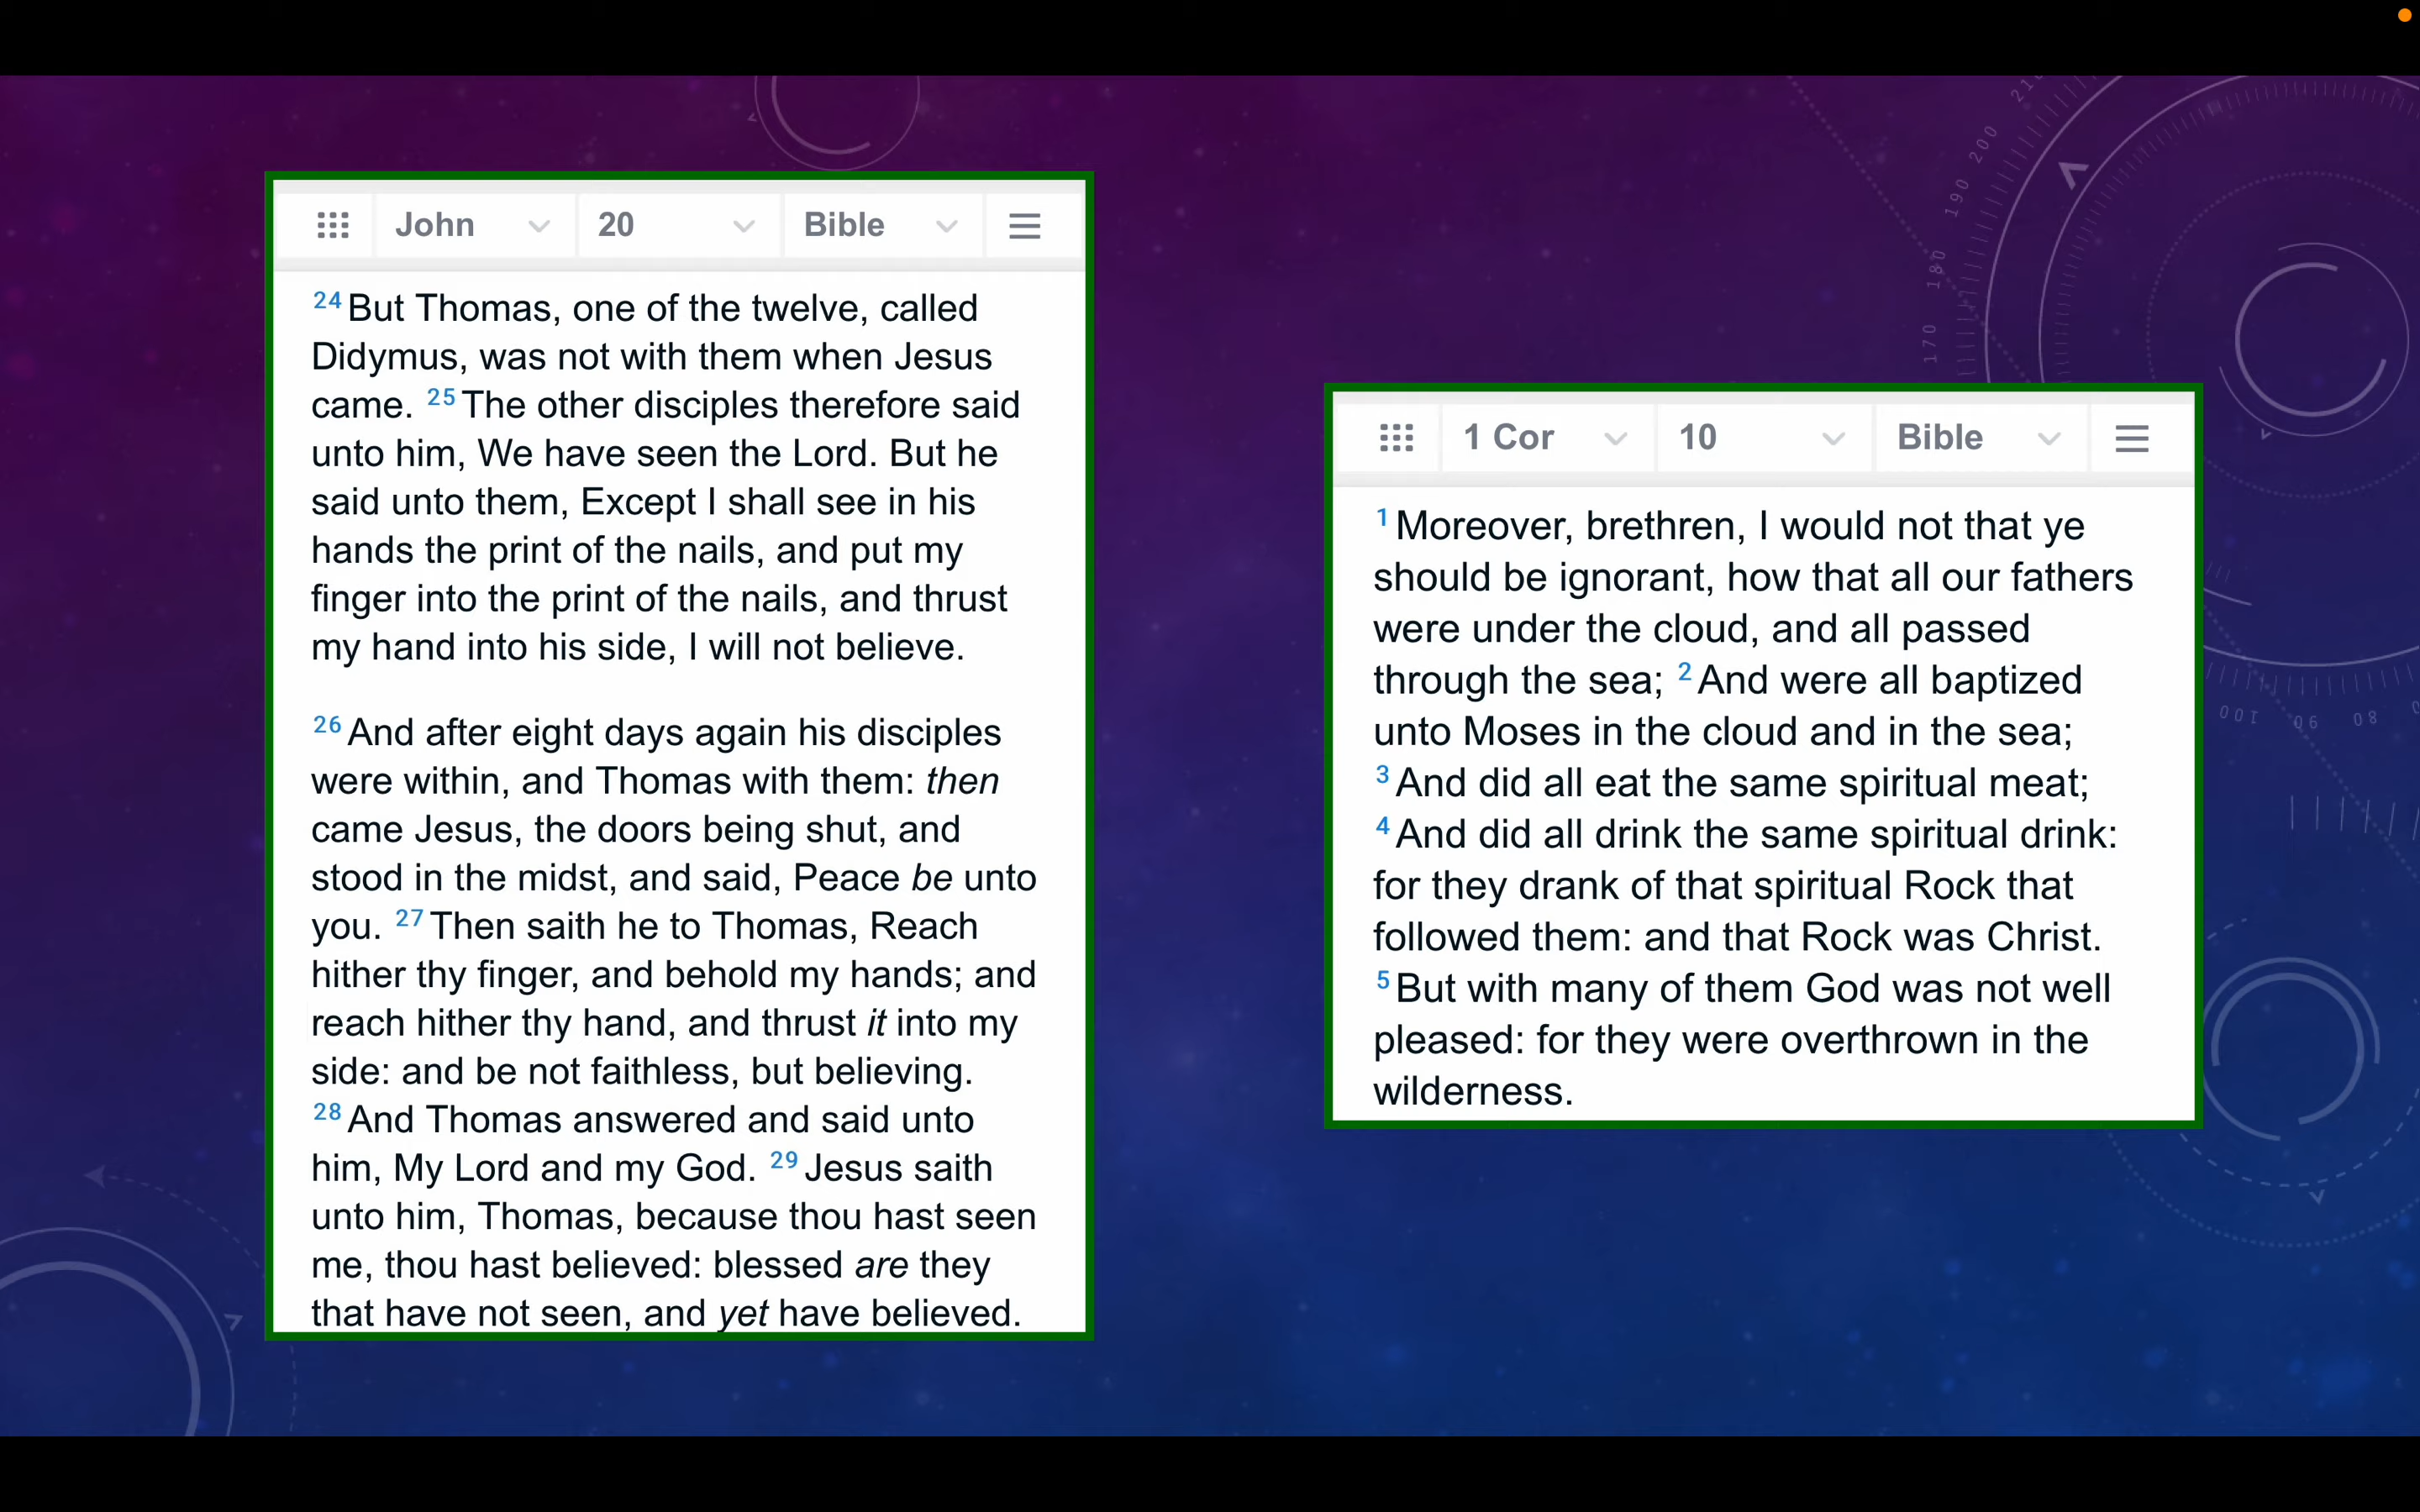 John 20 Bible
24 But Thomas, one of the twelve, called
Didymus, was not with them when Jesus
came. 25 The other disciples therefore said
unto him, We have seen the Lord. But he
said unto them, Except I shall see in his
hands the print of the nails, and put my
finger into the print of the nails, and thrust
my hand into his side, I will not believe.
26 And after eight days again his disciples
were within, and Thomas with them: then
came Jesus, the doors being shut, and
stood in the midst, and said, Peace be unto
you. 27 Then saith he to Thomas, Reach
hither thy finger, and behold my hands; and
reach hither thy hand, and thrust it into my
side: and be not faithless, but believing.
28 And Thomas answered and said unto
him, My Lord and my God. 29 Jesus saith
unto him, Thomas, because thou hast seen
me, thou hast believed: blessed are they
that have not seen, and yet have believed.
1 Cor 10 Bible
1 Moreover, brethren, I would not that ye
should be ignorant, how that all our fathers
were under the cloud, and all passed
through the sea; 2 And were all baptized
unto Moses in the cloud and in the sea;
3 And did all eat the same spiritual meat;
4 And did all drink the same spiritual drink:
for they drank of that spiritual Rock that
followed them: and that Rock was Christ.
5 But with many of them God was not well
pleased: for they were overthrown in the
wilderness.
200
190
180
170
100
90
80